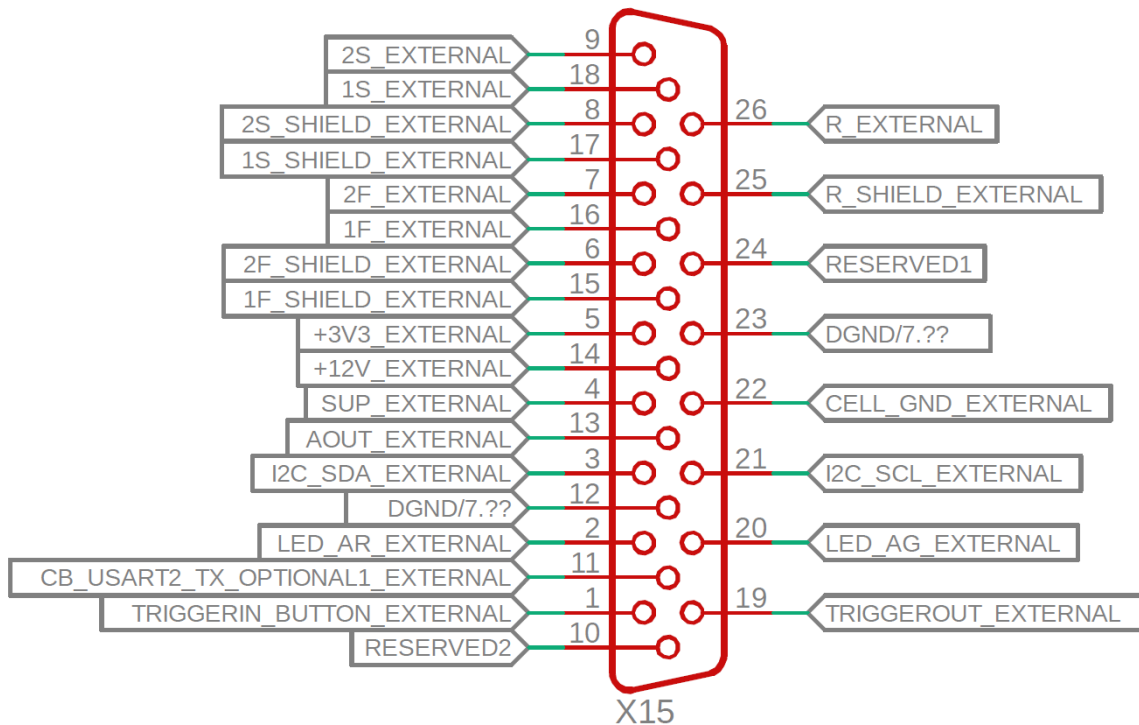 2S_EXTERNAL 9
1S_EXTERNAL 18
2S_SHIELD_EXTERNAL 8 26 R_EXTERNAL
1S_SHIELD_EXTERNAL 17
2F_EXTERNAL 7 25 R_SHIELD_EXTERNAL
1F_EXTERNAL 16
2F_SHIELD_EXTERNAL 6 24 RESERVED1
1F_SHIELD_EXTERNAL 15
+3V3_EXTERNAL 5 23 DGND/7.??
+12V_EXTERNAL 14
SUP_EXTERNAL 4 22 CELL_GND_EXTERNAL
AOUT_EXTERNAL 13
I2C_SDA_EXTERNAL 3 21 I2C_SCL_EXTERNAL
DGND/7.?? 12
LED_AR_EXTERNAL 2 20 LED_AG_EXTERNAL
CB_USART2_TX_OPTIONAL1_EXTERNAL 11
TRIGGERIN_BUTTON_EXTERNAL 1 19 TRIGGEROUT_EXTERNAL
RESERVED2 10
X15